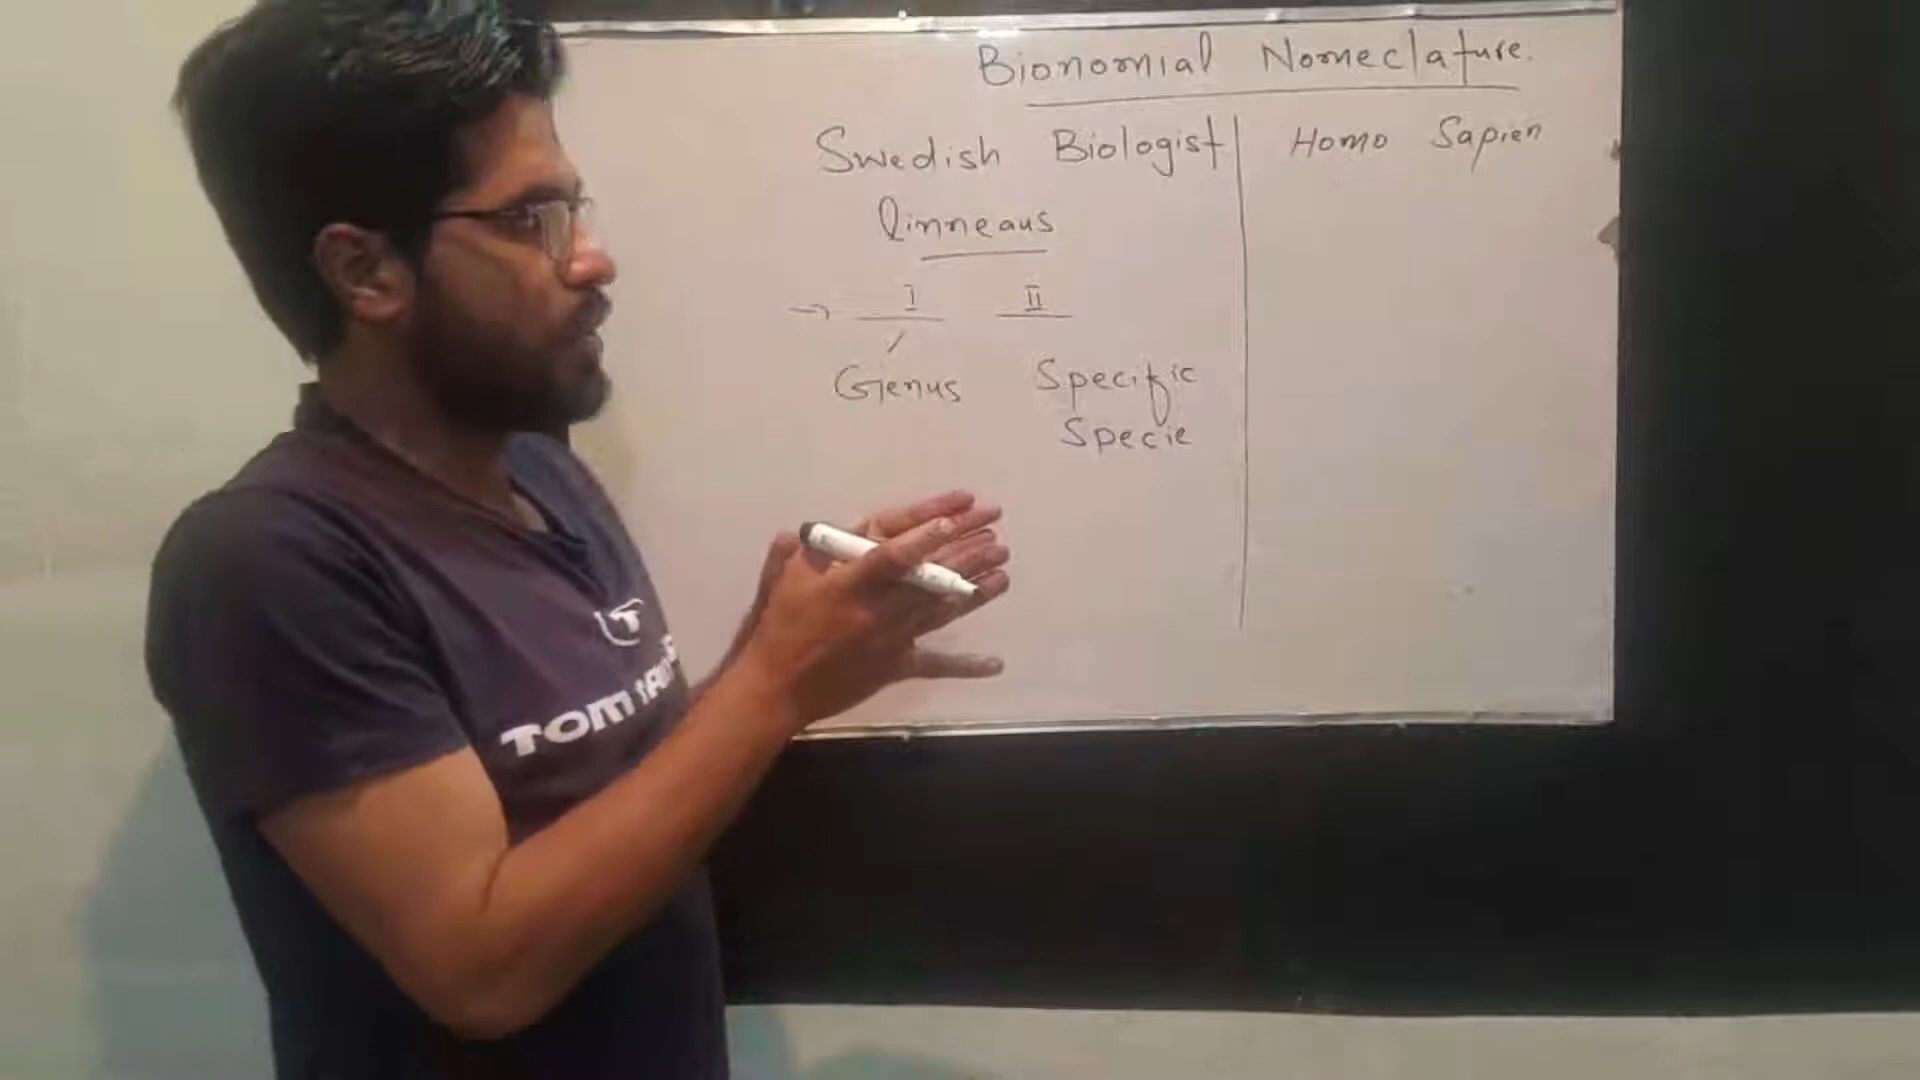 Bionomial Nomeclature.
Swedish Biologist
linneaus
I II
Genus Specific
Specie
Homo Sapien
TOM